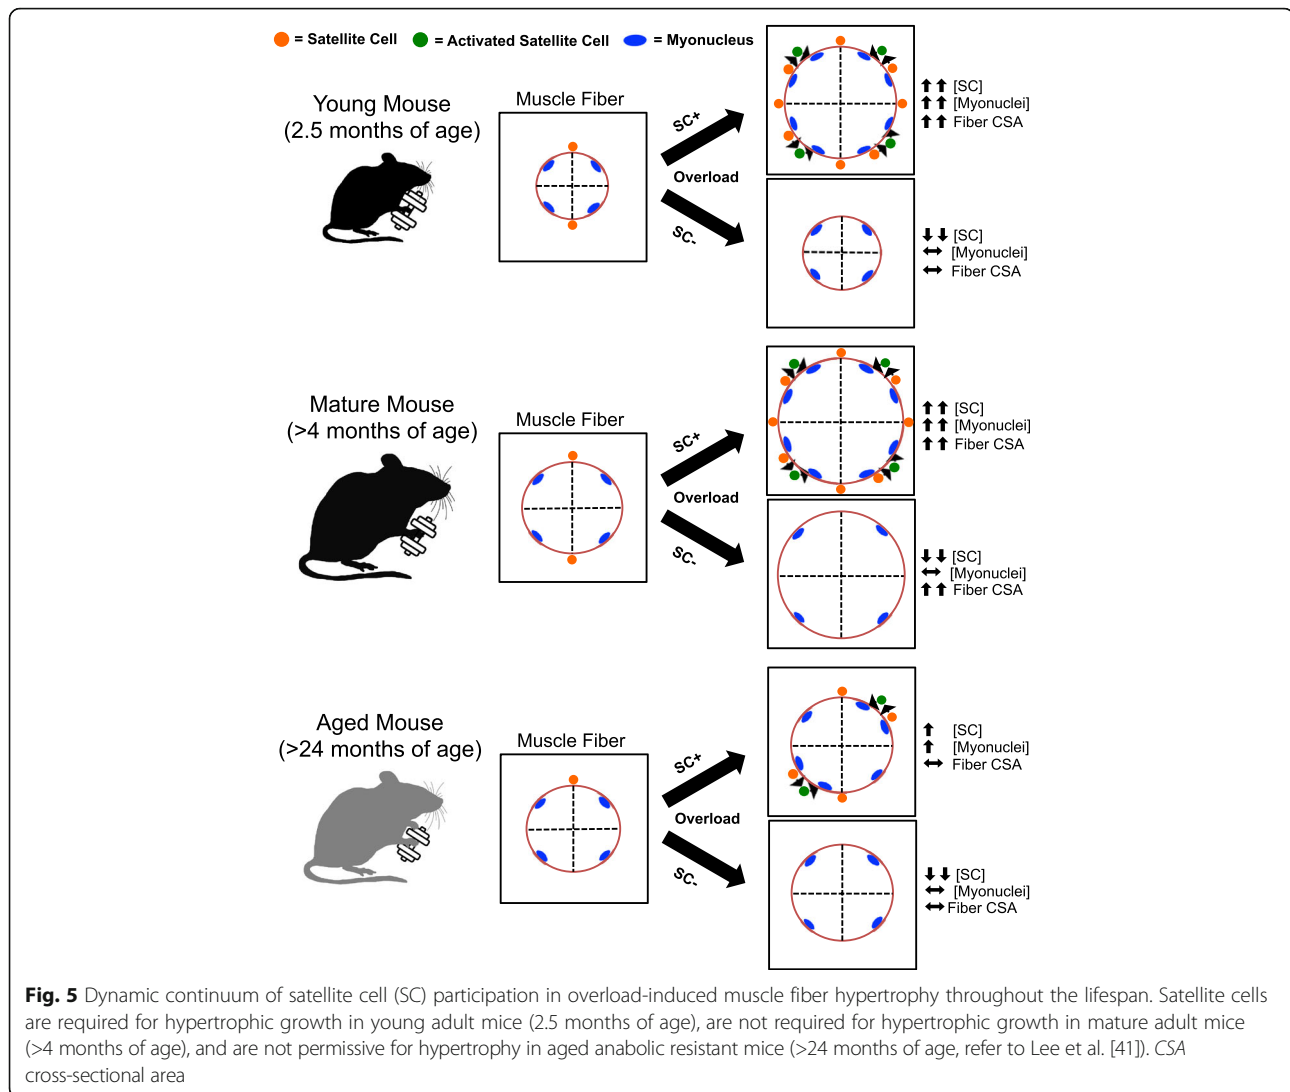 = Satellite Cell = Activated Satellite Cell = Myonucleus
Young Mouse
(2.5 months of age)
Muscle Fiber
SC+
Overload
SC-
⬆⬆ [SC]
⬆⬆ [Myonuclei]
⬆⬆ Fiber CSA
⬇⬇ [SC]
↔ [Myonuclei]
↔ Fiber CSA
Mature Mouse
(>4 months of age)
Muscle Fiber
SC+
Overload
SC-
⬆⬆ [SC]
⬆⬆ [Myonuclei]
⬆⬆ Fiber CSA
⬇⬇ [SC]
↔ [Myonuclei]
⬆⬆ Fiber CSA
Aged Mouse
(>24 months of age)
Muscle Fiber
SC+
Overload
SC-
⬆ [SC]
⬆ [Myonuclei]
↔ Fiber CSA
⬇⬇ [SC]
↔ [Myonuclei]
↔ Fiber CSA
Fig. 5 Dynamic continuum of satellite cell (SC) participation in overload-induced muscle fiber hypertrophy throughout the lifespan. Satellite cells
are required for hypertrophic growth in young adult mice (2.5 months of age), are not required for hypertrophic growth in mature adult mice
(>4 months of age), and are not permissive for hypertrophy in aged anabolic resistant mice (>24 months of age, refer to Lee et al. [41]). CSA
cross-sectional area